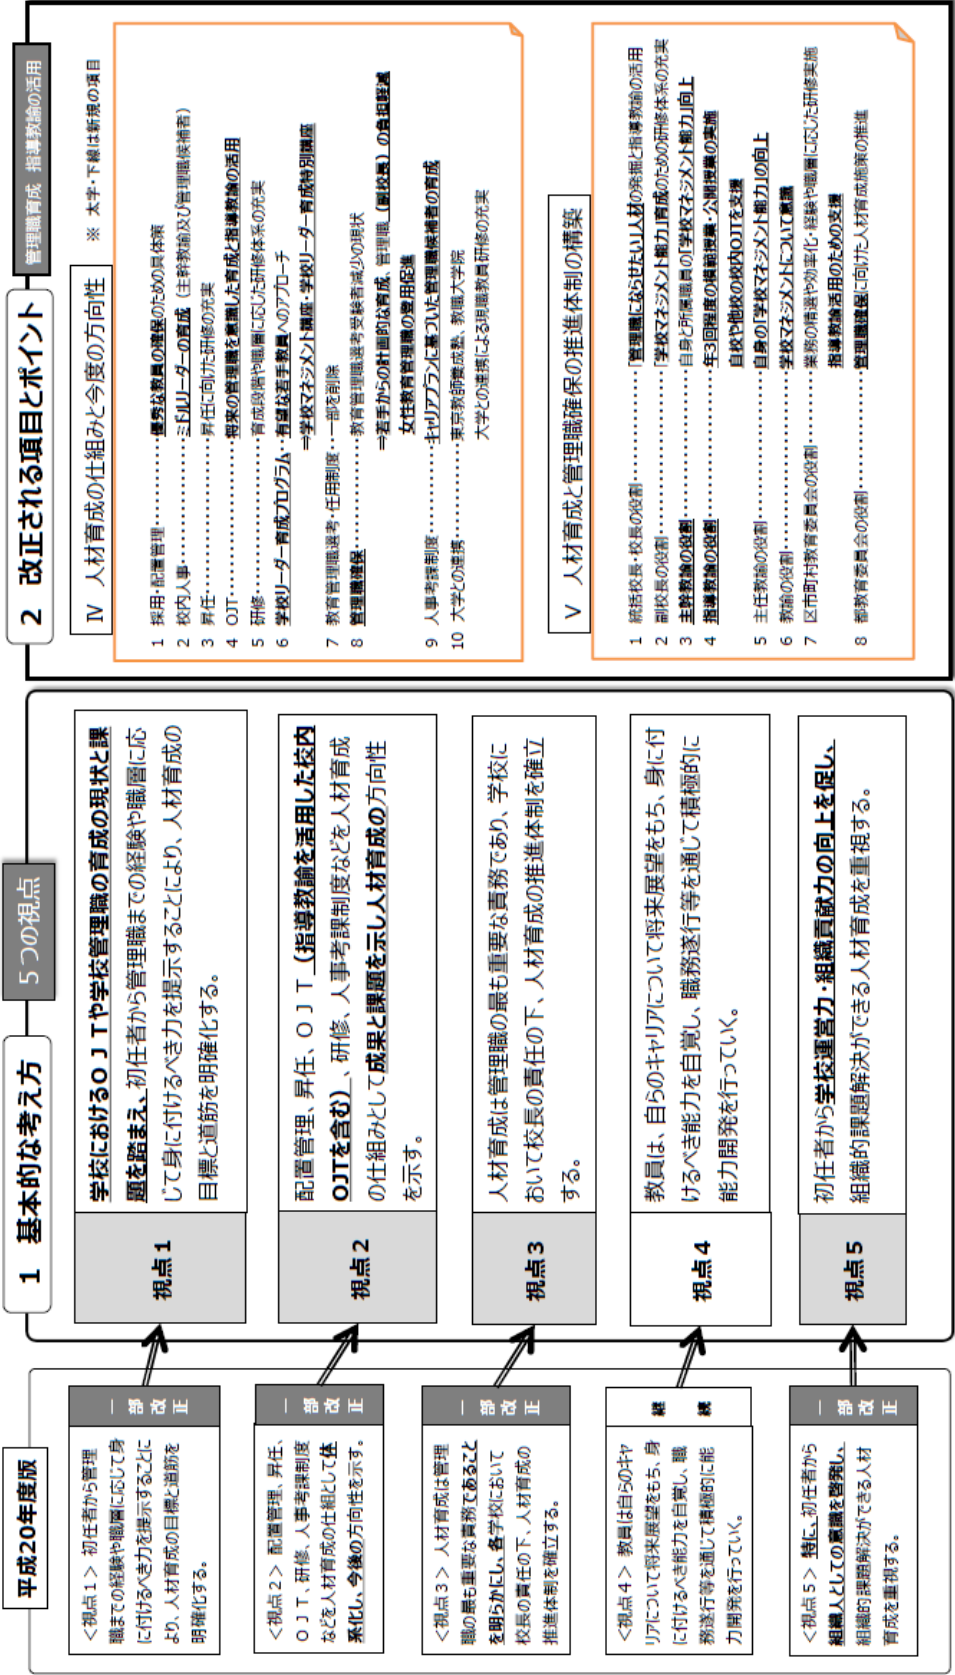 平成20年度版
<視点1> 初任者から管理
職までの経験や職層に応じて身
に付けるべき力を提示することに
より、人材育成の目標と道筋を
明確化する。
一部改正
<視点2> 配置管理、昇任、
OJT、研修、人事考課制度
などを人材育成の仕組として体
系化し、今後の方向性を示す。
一部改正
<視点3> 人材育成は管理
職の最も重要な責務であること
を明らかにし、各学校において
校長の責任の下、人材育成の
推進体制を確立する。
一部改正
<視点4> 教員は自らのキャ
リアについて将来展望をもち、身
に付けるべき能力を自覚し、職
務遂行等を通じて積極的に能
力開発を行っていく。
継続
<視点5> 特に、初任者から
組織人としての意識を啓発し、
組織的課題解決ができる人材
育成を重視する。
一部改正
1 基本的な考え方
5つの視点
視点1
学校におけるOJTや学校管理職の育成の現状と課
題を踏まえ、初任者から管理職までの経験や職層に応
じて身に付けるべき力を提示することにより、人材育成の
目標と道筋を明確化する。
視点2
配置管理、昇任、OJT(指導教諭を活用した校内
OJTを含む)、研修、人事考課制度などを人材育成
の仕組みとして成果と課題を示し人材育成の方向性
を示す。
視点3
人材育成は管理職の最も重要な責務であり、学校に
おいて校長の責任の下、人材育成の推進体制を確立
する。
視点4
教員は、自らのキャリアについて将来展望をもち、身に付
けるべき能力を自覚し、職務遂行等を通じて積極的に
能力開発を行っていく。
視点5
初任者から学校運営力・組織貢献力の向上を促し、
組織的課題解決ができる人材育成を重視する。
2 改正される項目とポイント
管理職育成 指導教諭の活用
Ⅳ 人材育成の仕組みと今度の方向性
※ 太字・下線は新規の項目
1 採用・配置管理・・・・・・・・・・優秀な教員の確保のための具体策
2 校内人事・・・・・・・・・・・・・・・ミドルリーダーの育成(主幹教諭及び管理職候補者)
3 昇任・・・・・・・・・・・・・・・・・・・昇任に向けた研修の充実
4 OJT・・・・・・・・・・・・・・・・・・・将来の管理職を意識した育成と指導教諭の活用
5 研修・・・・・・・・・・・・・・・・・・・育成段階や職層に応じた研修体系の充実
6 学校リーダー育成プログラム・・有望な若手教員へのアプローチ
⇒学校マネジメント講座・学校リーダー育成特別講座
7 教育管理職選考・任用制度・・一部を削除
8 管理職確保・・・・・・・・・・・・・教育管理職選考受験者減少の現状
⇒若手からの計画的な育成、管理職(副校長)の負担軽減
女性教育管理職の登用促進
9 人事考課制度・・・・・・・・・・・キャリアプランに基づいた管理職候補者の育成
10 大学との連携・・・・・・・・・・・東京教師養成塾、教職大学院
大学との連携による現職教員研修の充実
Ⅴ 人材育成と管理職確保の推進体制の構築
1 統括校長・校長の役割・・・・・・・・・・「管理職にならせたい」人材の発掘と指導教諭の活用
2 副校長の役割・・・・・・・・・・・・・・・「学校マネジメント能力」育成のための研修体系の充実
3 主幹教諭の役割・・・・・・・・・・・・・自身と所属職員の「学校マネジメント能力」向上
4 指導教諭の役割・・・・・・・・・・・・・年3回程度の模範授業・公開授業の実施
自校や他校の校内OJTを支援
5 主任教諭の役割・・・・・・・・・・・・・自身の「学校マネジメント能力」の向上
6 教諭の役割・・・・・・・・・・・・・・・・学校マネジメントについて意識
7 区市町村教育委員会の役割・・・・・業務の精選や効率化・経験や職層に応じた研修実施
指導教諭活用のための支援
8 都教育委員会の役割・・・・・・・・・・管理職確保に向けた人材育成施策の推進